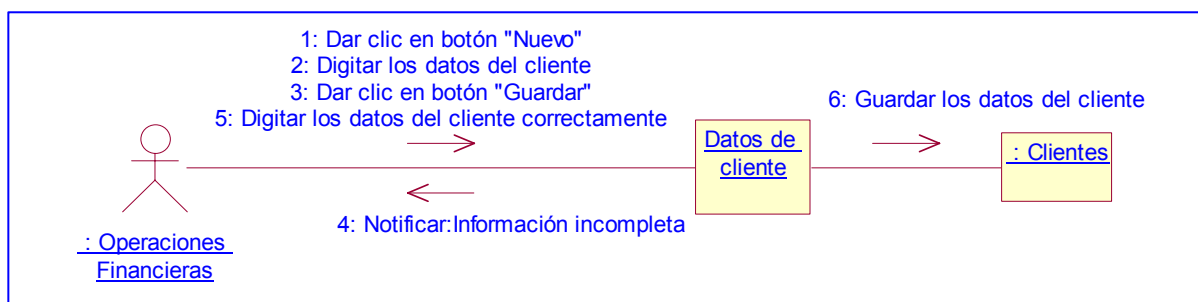 1: Dar clic en botón "Nuevo"
2: Digitar los datos del cliente
3: Dar clic en botón "Guardar"
5: Digitar los datos del cliente correctamente
6: Guardar los datos del cliente
Datos de
cliente
: Clientes
4: Notificar:Información incompleta
: Operaciones
Financieras